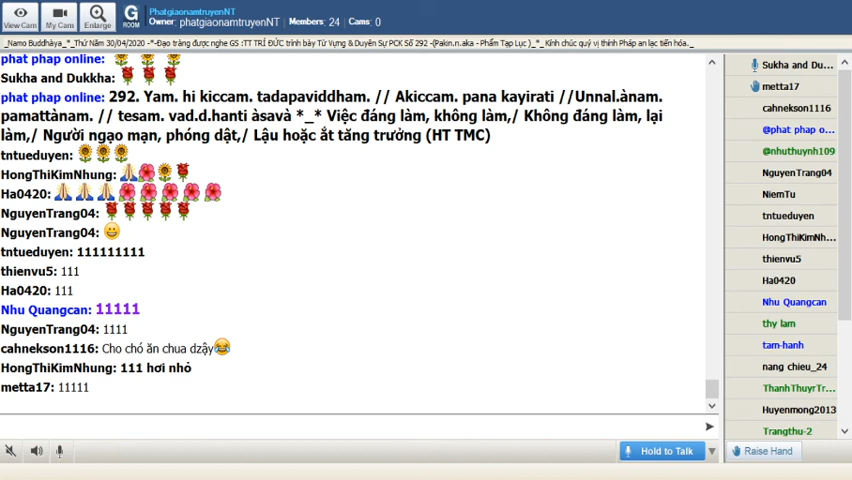 PhatgiaonamtruyenNT
Owner: phatgiaonamtruyenNT Members: 24 Cams: 0
View Cam
My Cam
Enlarge
G
ROOM
_Namo Buddhàya_*_Thứ Năm 30/04/2020 -*-Đạo tràng được nghe GS :TT TRÍ ĐỨC trình bày Từ Vựng & Duyên Sự PCK Số 292 -(Pakin.n.aka - Phẩm Tạp Lục )_*_ Kính chúc quý vị thính Pháp an lạc tiến hóa._
phat phap online:
Sukha and Dukkha:
phat phap online: 292. Yam. hi kiccam. tadapaviddham. // Akiccam. pana kayirati //Unnal.ànam.
pamattànam. // tesam. vad.d.hanti àsavà *_* Việc đáng làm, không làm,/ Không đáng làm, lại
làm,/ Người ngạo mạn, phóng dật,/ Lậu hoặc ắt tăng trưởng (HT TMC)
tntueduyen:
HongThiKimNhung:
Ha0420:
NguyenTrang04:
NguyenTrang04:
tntueduyen: 111111111
thienvu5: 111
Ha0420: 111
Nhu Quangcan: 11111
NguyenTrang04: 1111
cahnekson1116: Cho chó ăn chua dzậy
HongThiKimNhung: 111 hơi nhỏ
metta17: 11111
Hold to Talk
Sukha and Du...
metta17
cahnekson1116
@phat phap o...
@nhuthuynh109
NguyenTrang04
NiemTu
tntueduyen
HongThiKimNh...
thienvu5
Ha0420
Nhu Quangcan
thy lam
tam-hanh
nang chieu_24
ThanhThuyrTr...
Huyenmong2013
Trangthu-2
Raise Hand